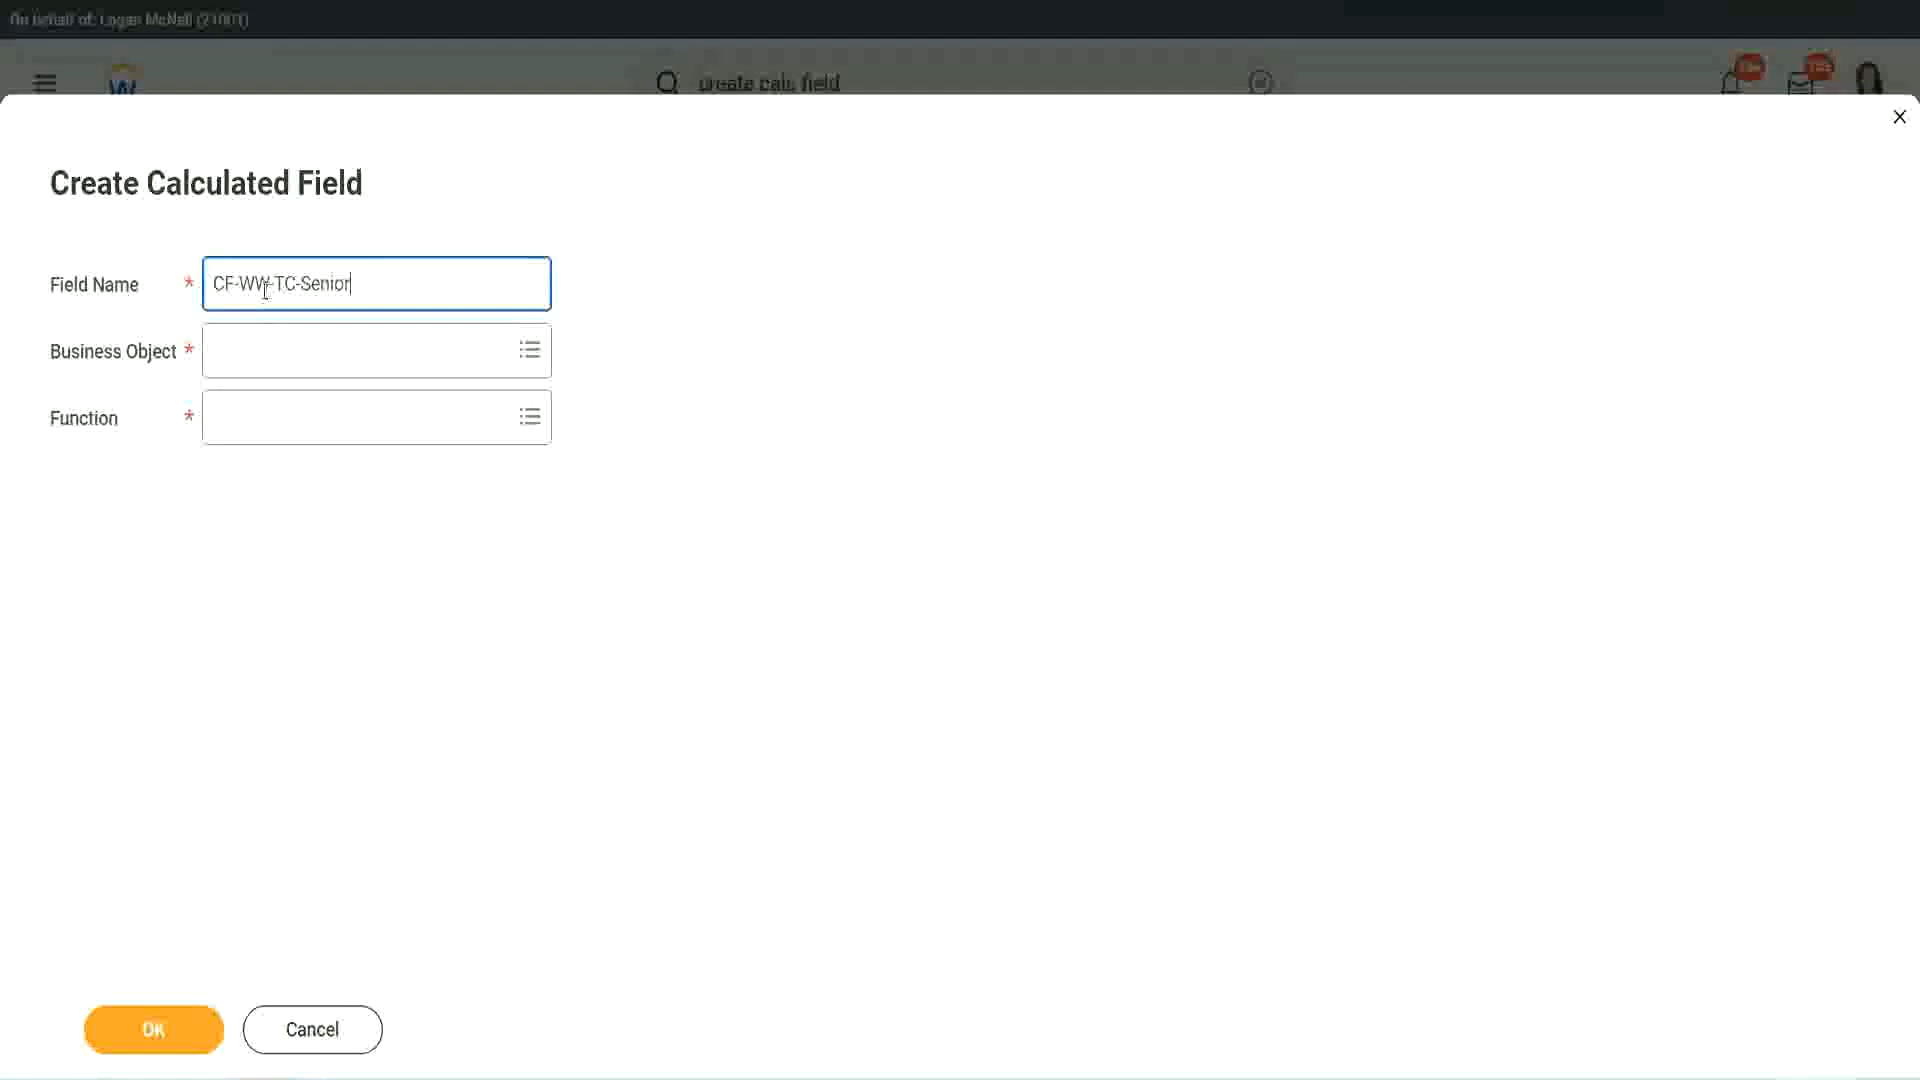 On behalf of: Logan McNeil (21001)
create calc field
Create Calculated Field
Field Name *
CF-WW-TC-Senior
Business Object *
Function *
OK
Cancel